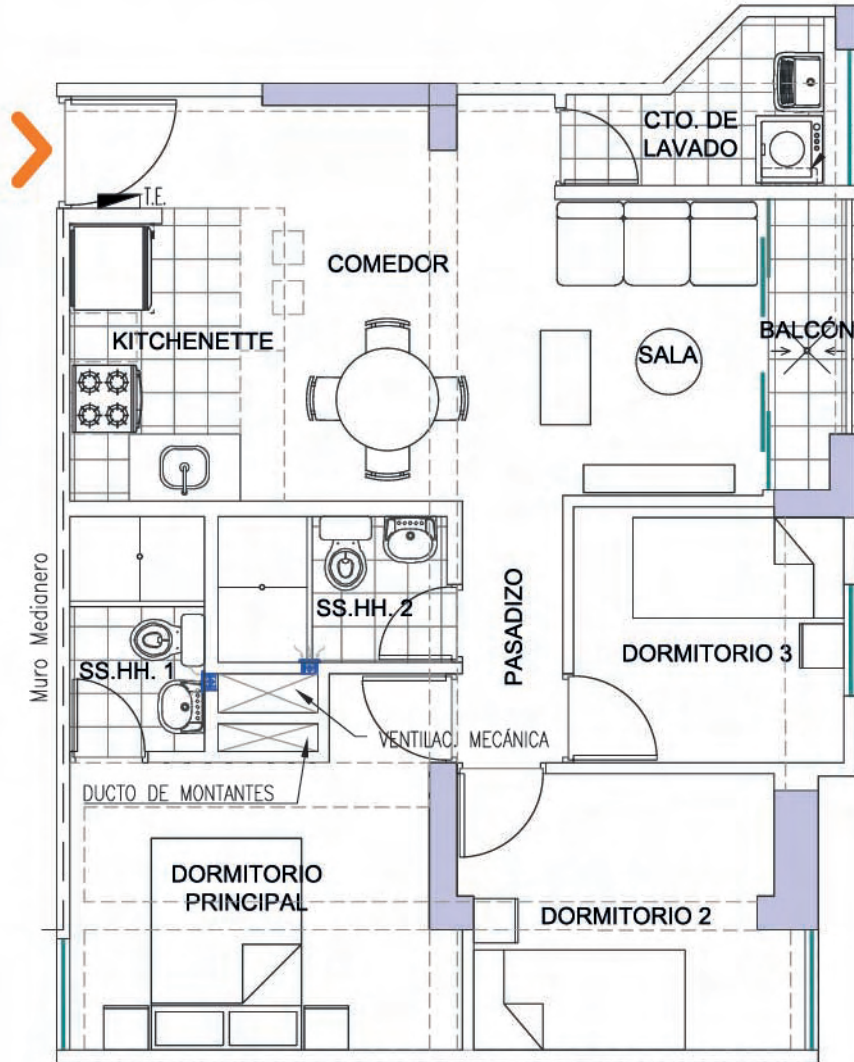 CTO. DE
LAVADO
T.E.
COMEDOR
KITCHENETTE
SALA
BALCÓN
Muro Medianero
SS.HH. 2
PASADIZO
SS.HH. 1
DORMITORIO 3
VENTILAC. MECÁNICA
DUCTO DE MONTANTES
DORMITORIO
PRINCIPAL
DORMITORIO 2